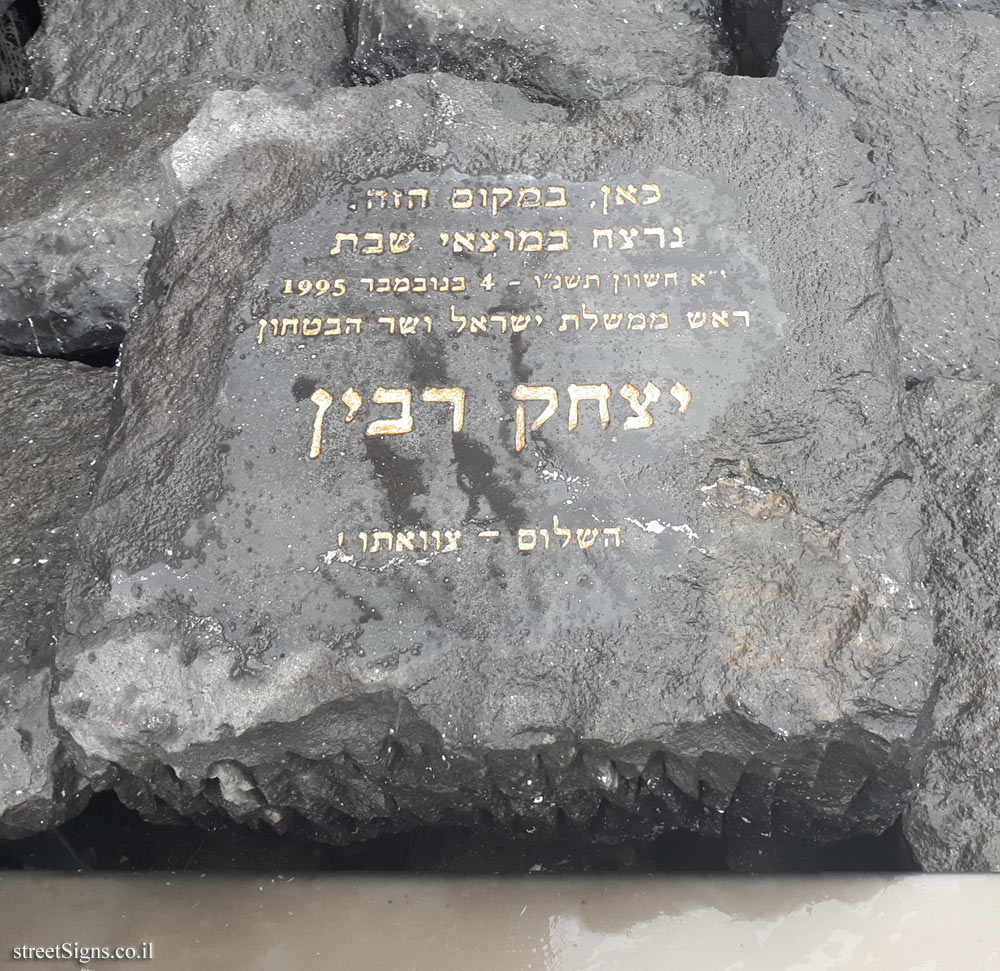 כאן, במקום הזה,
נרצח במוצאי שבת
י״א חשוון תשנ״ו - 4 בנובמבר 1995
ראש ממשלת ישראל ושר הבטחון
יצחק רבין
השלום - צוואתו
streetSigns.co.il